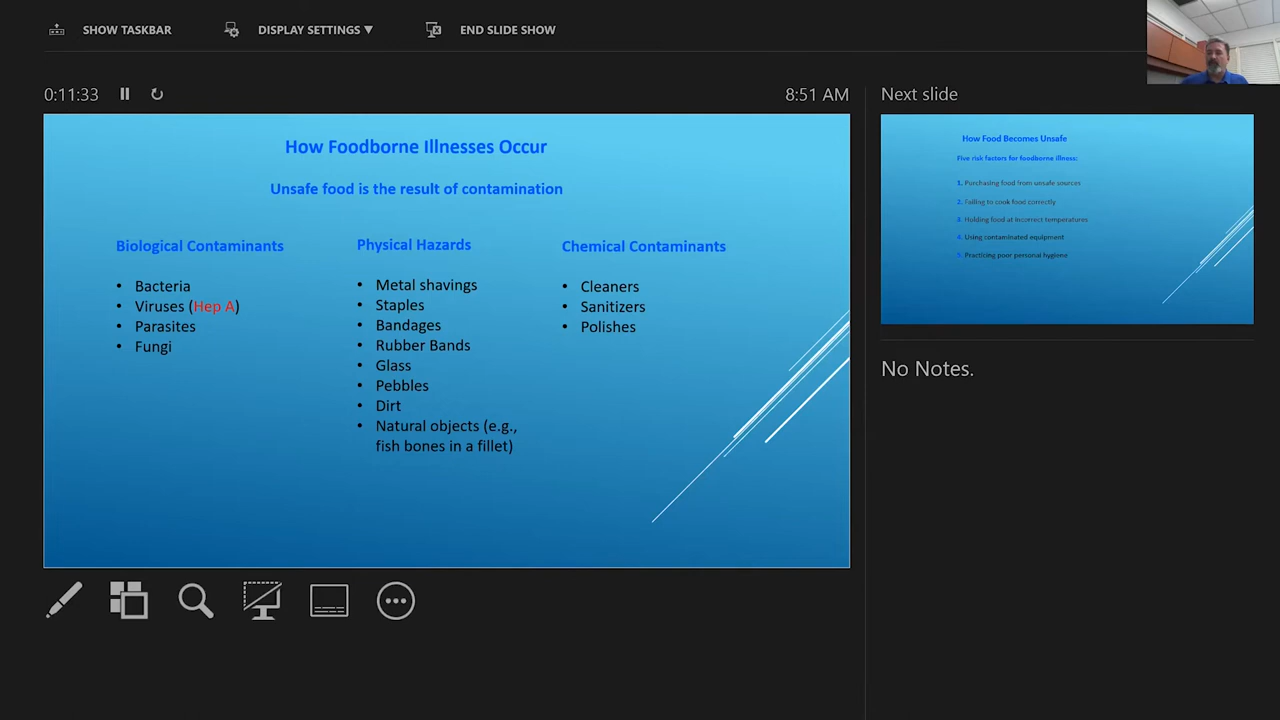 SHOW TASKBAR
DISPLAY SETTINGS ▼
END SLIDE SHOW
0:11:33
8:51 AM
How Foodborne Illnesses Occur
Unsafe food is the result of contamination
Biological Contaminants
• Bacteria
• Viruses (Hep A)
• Parasites
• Fungi
Physical Hazards
• Metal shavings
• Staples
• Bandages
• Rubber Bands
• Glass
• Pebbles
• Dirt
• Natural objects (e.g.,
fish bones in a fillet)
Chemical Contaminants
• Cleaners
• Sanitizers
• Polishes
Next slide
How Food Becomes Unsafe
Five risk factors for foodborne illness:
1. Purchasing food from unsafe sources
2. Failing to cook food correctly
3. Holding food at incorrect temperatures
4. Using contaminated equipment
5. Practicing poor personal hygiene
No Notes.